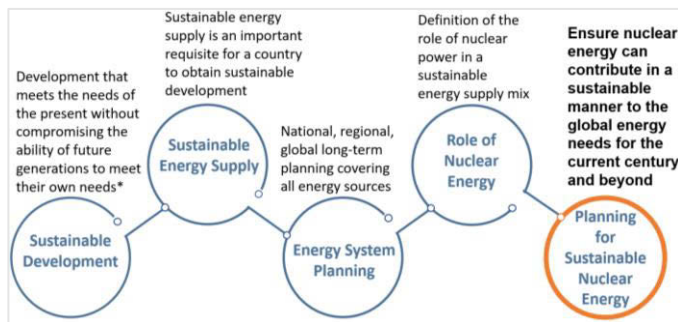 Development that
meets the needs of
the present without
compromising the
ability of future
generations to meet
their own needs*
Sustainable
Development
Sustainable energy
supply is an important
requisite for a country
to obtain sustainable
development
Sustainable
Energy Supply
National, regional,
global long-term
planning covering
all energy sources
Energy System
Planning
Definition of the
role of nuclear
power in a
sustainable
energy supply mix
Role of
Nuclear
Energy
Ensure nuclear
energy can
contribute in a
sustainable
manner to the
global energy
needs for the
current century
and beyond
Planning
for
Sustainable
Nuclear
Energy